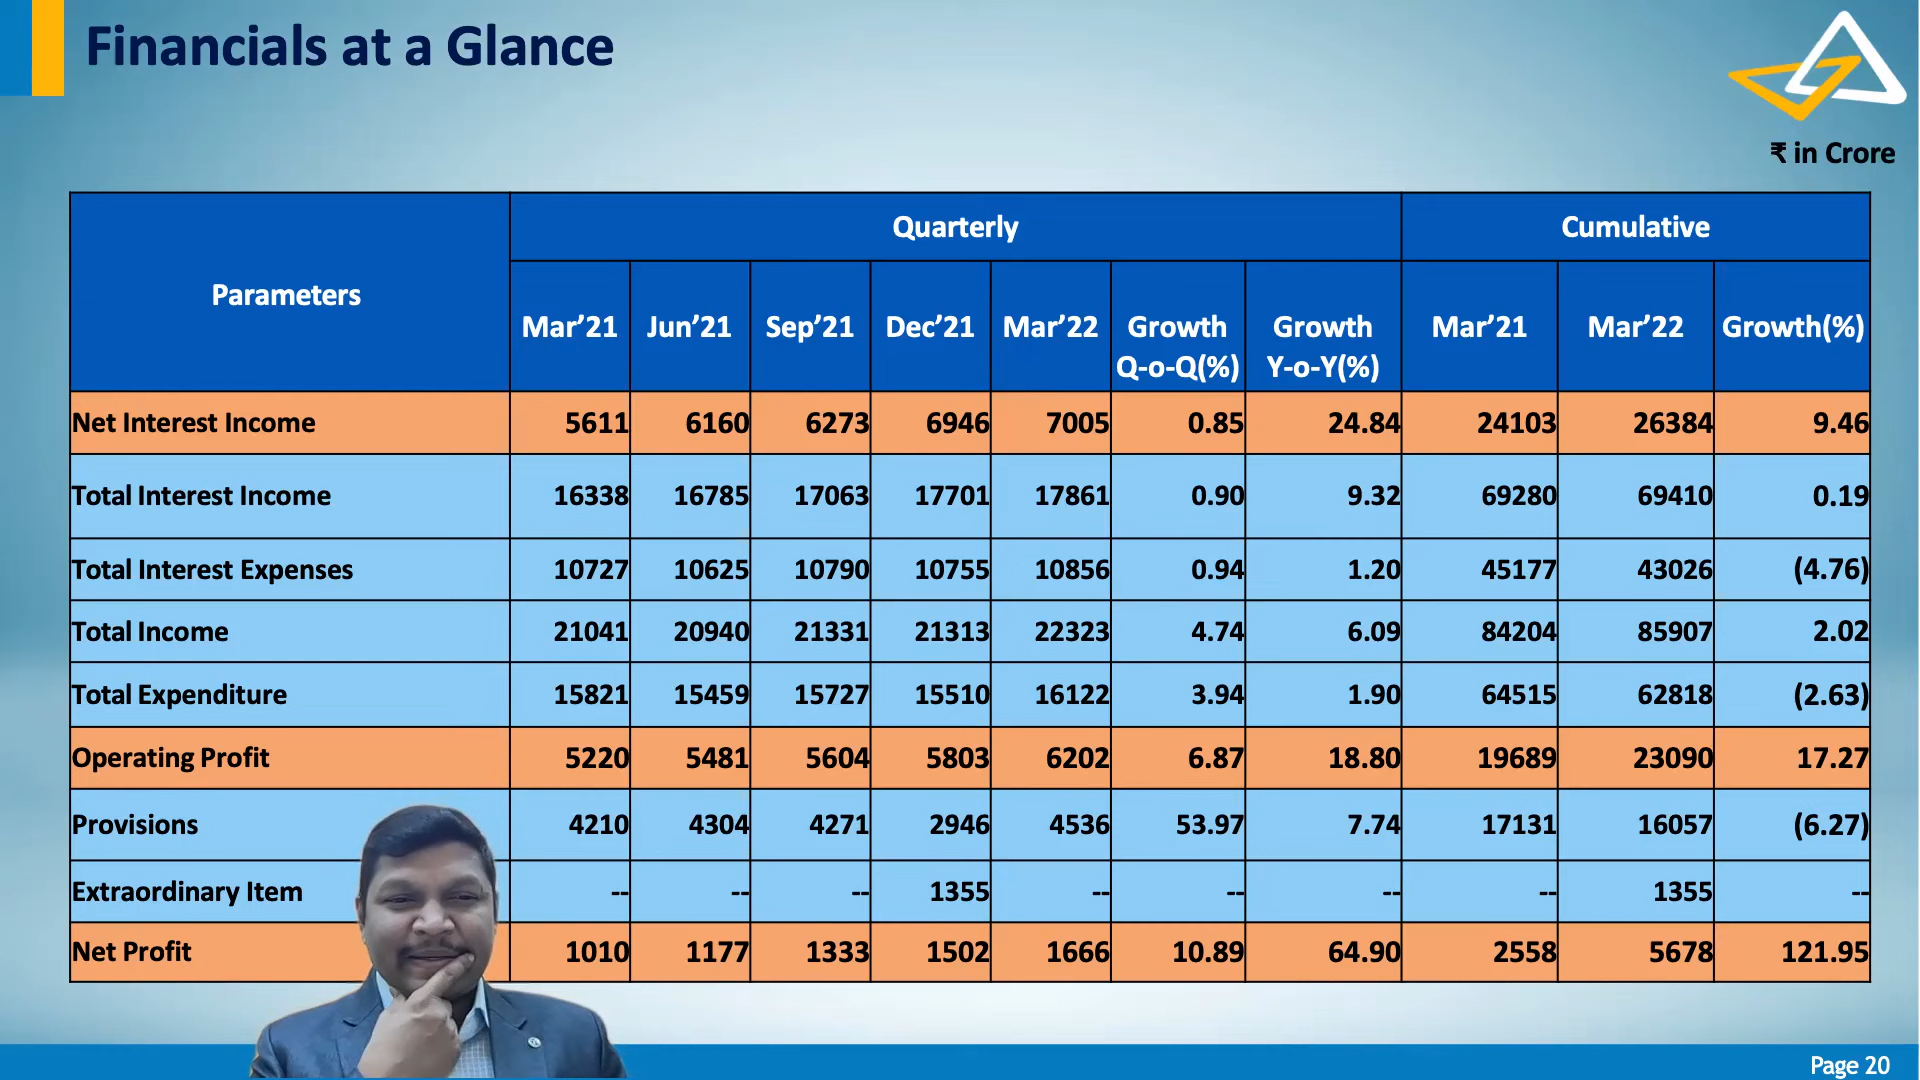 Financials at a Glance
₹ in Crore
Parameters Quarterly Cumulative
Mar’21 Jun’21 Sep’21 Dec’21 Mar’22 Growth Q-o-Q(%) Growth Y-o-Y(%) Mar’21 Mar’22 Growth(%)
Net Interest Income 5611 6160 6273 6946 7005 0.85 24.84 24103 26384 9.46
Total Interest Income 16338 16785 17063 17701 17861 0.90 9.32 69280 69410 0.19
Total Interest Expenses 10727 10625 10790 10755 10856 0.94 1.20 45177 43026 (4.76)
Total Income 21041 20940 21331 21313 22323 4.74 6.09 84204 85907 2.02
Total Expenditure 15821 15459 15727 15510 16122 3.94 1.90 64515 62818 (2.63)
Operating Profit 5220 5481 5604 5803 6202 6.87 18.80 19689 23090 17.27
Provisions 4210 4304 4271 2946 4536 53.97 7.74 17131 16057 (6.27)
Extraordinary Item -- -- -- 1355 -- -- -- -- 1355 --
Net Profit 1010 1177 1333 1502 1666 10.89 64.90 2558 5678 121.95
Page 20